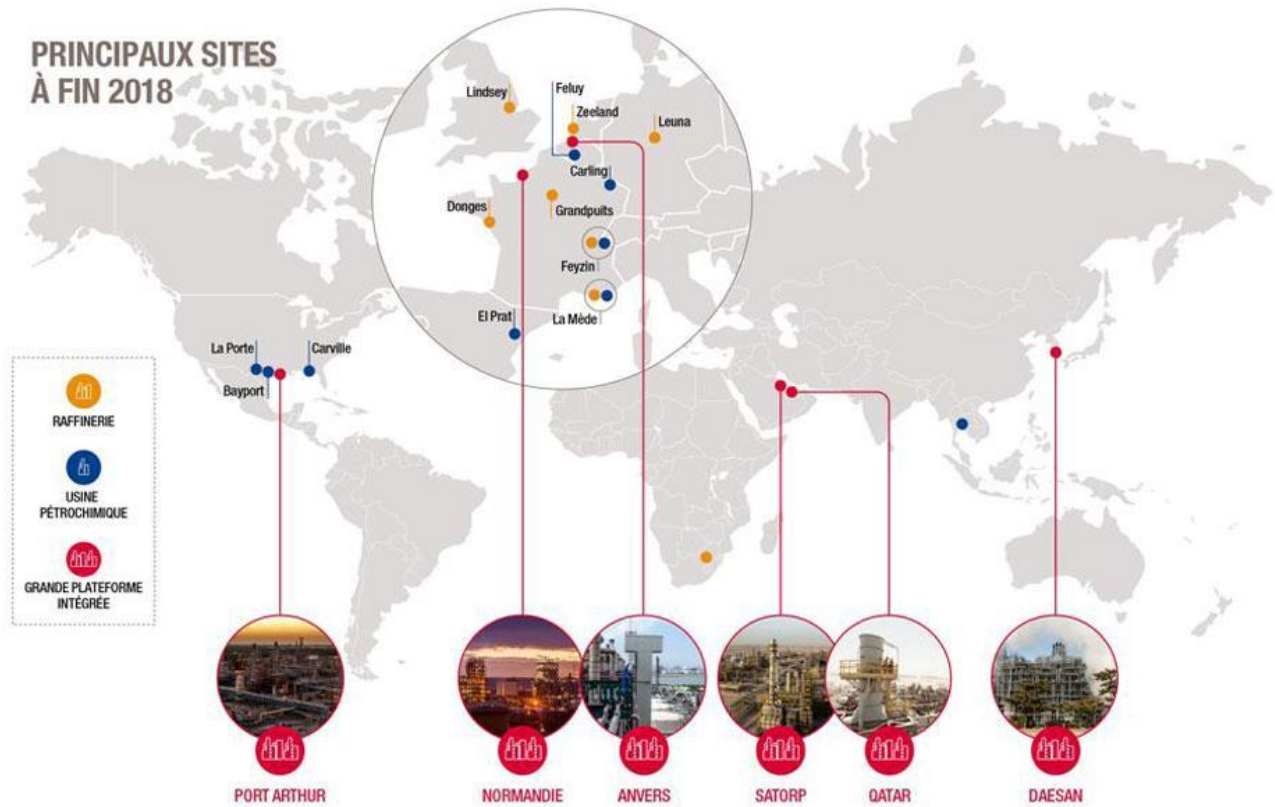 PRINCIPAUX SITES
À FIN 2018
Lindsey
Feluy
Zeeland
Leuna
Carling
Donges
Grandpuits
Feyzin
El Prat
La Mède
La Porte
Carville
Bayport
RAFFINERIE
USINE
PÉTROCHIMIQUE
GRANDE PLATEFORME
INTÉGRÉE
PORT ARTHUR
NORMANDIE
ANVERS
SATORP
QATAR
DAESAN